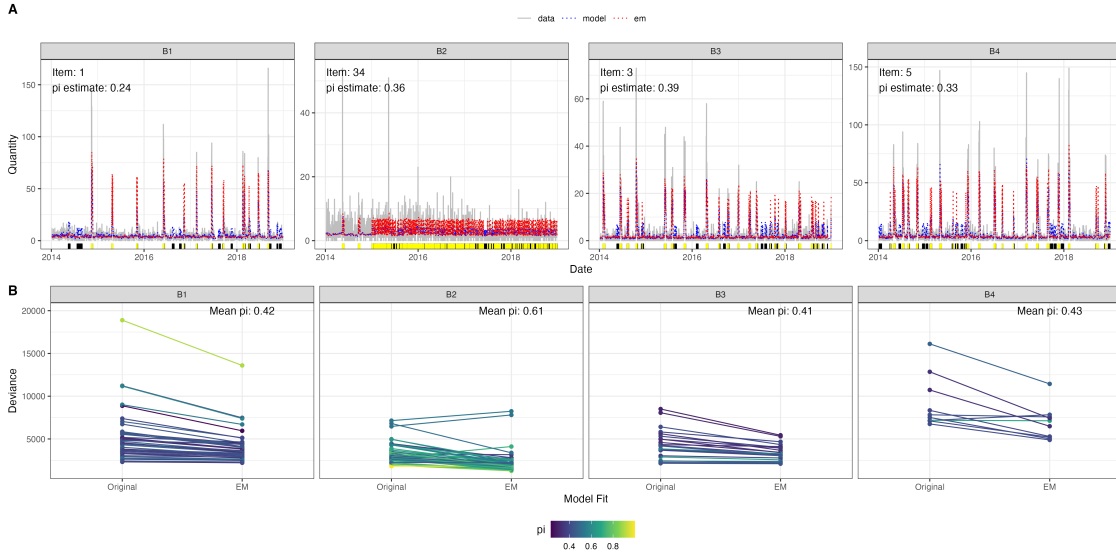 A
data model em
B1 B2 B3 B4
Item: 1
pi estimate: 0.24
Item: 34
pi estimate: 0.36
Item: 3
pi estimate: 0.39
Item: 5
pi estimate: 0.33
Quantity
150
100
50
0
40
20
0
60
40
20
0
150
100
50
0
2014 2016 2018 2014 2016 2018 2014 2016 2018 2014 2016 2018
Date
B
B1 B2 B3 B4
Mean pi: 0.42 Mean pi: 0.61 Mean pi: 0.41 Mean pi: 0.43
Deviance
20000
15000
10000
5000
Original EM Original EM Original EM Original EM
Model Fit
pi
0.4 0.6 0.8